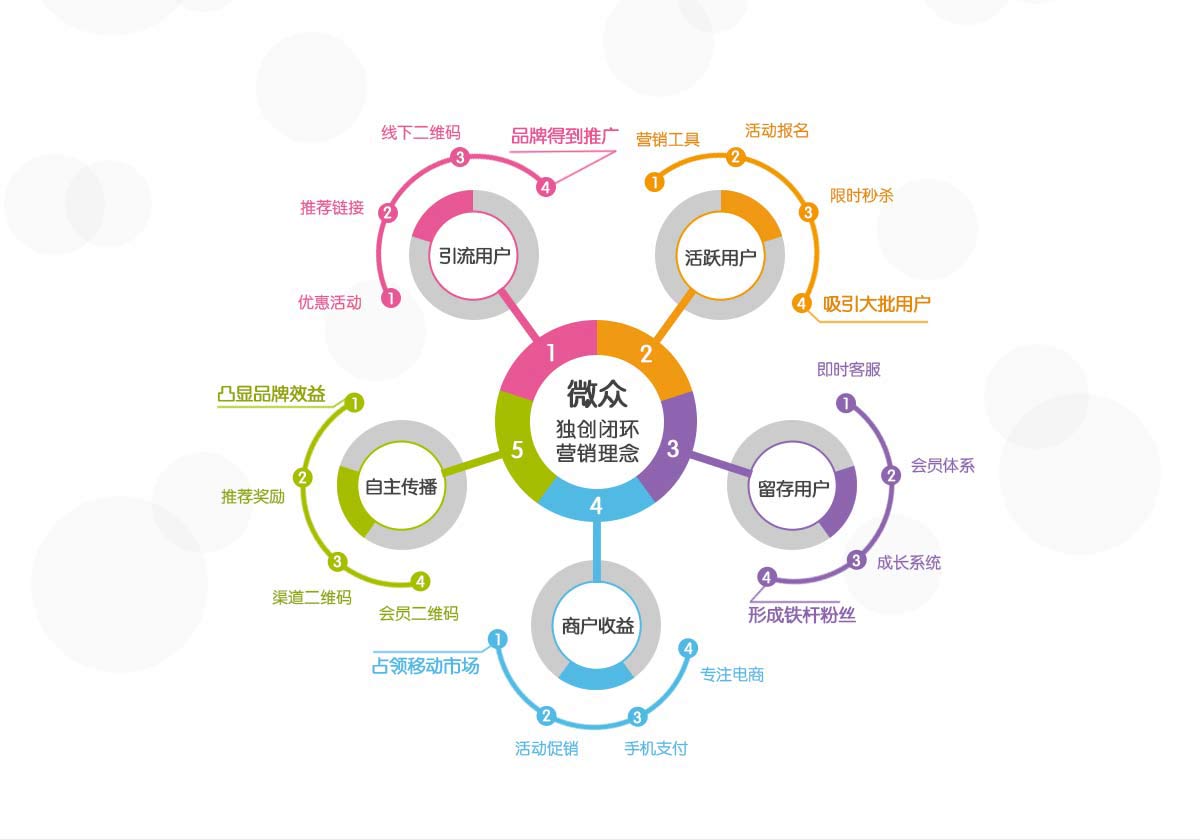 线下二维码
品牌得到推广
3
4
推荐链接
2
引流用户
优惠活动
1
营销工具
活动报名
1
2
限时秒杀
3
活跃用户
4
吸引大批用户
1
2
3
4
5
微众
独创闭环
营销理念
即时客服
1
会员体系
2
留存用户
成长系统
3
4
形成铁杆粉丝
商户收益
1
占领移动市场
2
活动促销
3
手机支付
4
专注电商
凸显品牌效益
1
2
推荐奖励
自主传播
3
渠道二维码
4
会员二维码